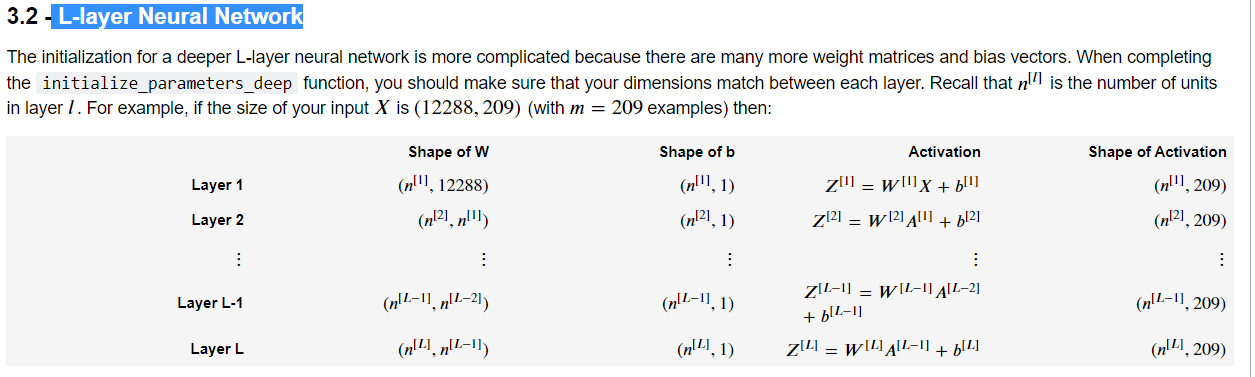 3.2 - L-layer Neural Network
The initialization for a deeper L-layer neural network is more complicated because there are many more weight matrices and bias vectors. When completing
the initialize_parameters_deep function, you should make sure that your dimensions match between each layer. Recall that n^[l] is the number of units
in layer l. For example, if the size of your input X is (12288, 209) (with m = 209 examples) then:
Shape of W Shape of b Activation Shape of Activation
Layer 1 (n^[1], 12288) (n^[1], 1) Z^[1] = W^[1] X + b^[1] (n^[1], 209)
Layer 2 (n^[2], n^[1]) (n^[2], 1) Z^[2] = W^[2] A^[1] + b^[2] (n^[2], 209)
⋮ ⋮ ⋮ ⋮ ⋮
Layer L-1 (n^[L−1], n^[L−2]) (n^[L−1], 1) Z^[L−1] = W^[L−1] A^[L−2] + b^[L−1] (n^[L−1], 209)
Layer L (n^[L], n^[L−1]) (n^[L], 1) Z^[L] = W^[L] A^[L−1] + b^[L] (n^[L], 209)